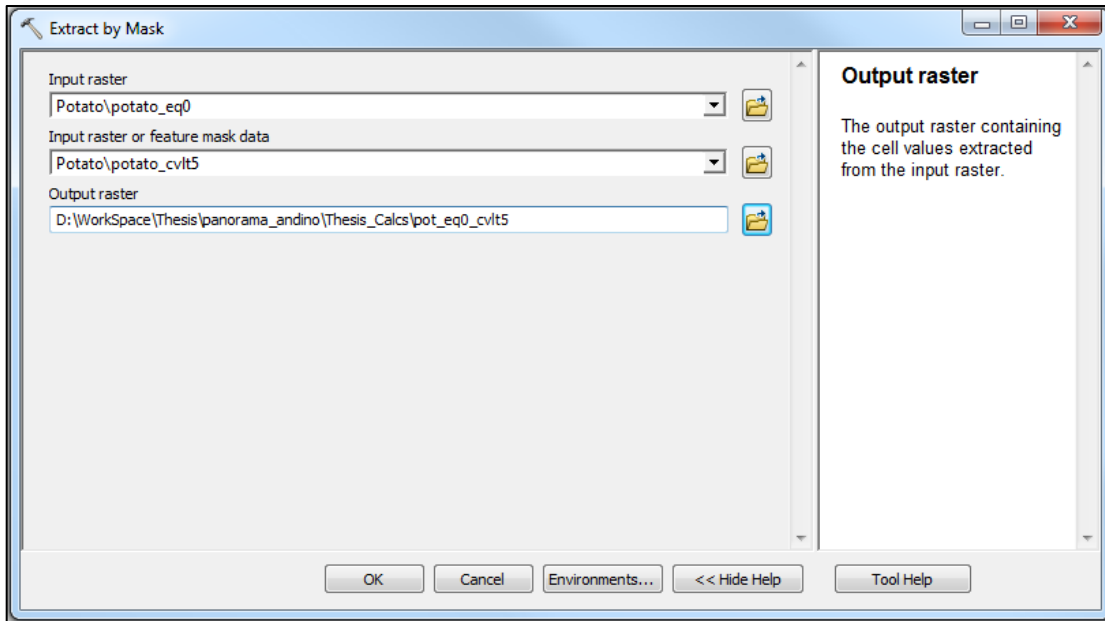 Extract by Mask
Input raster
Potato\potato_eq0
Input raster or feature mask data
Potato\potato_cvlt5
Output raster
D:\WorkSpace\Thesis\panorama_andino\Thesis_Calcs\pot_eq0_cvlt5
Output raster
The output raster containing
the cell values extracted
from the input raster.
OK
Cancel
Environments...
<< Hide Help
Tool Help